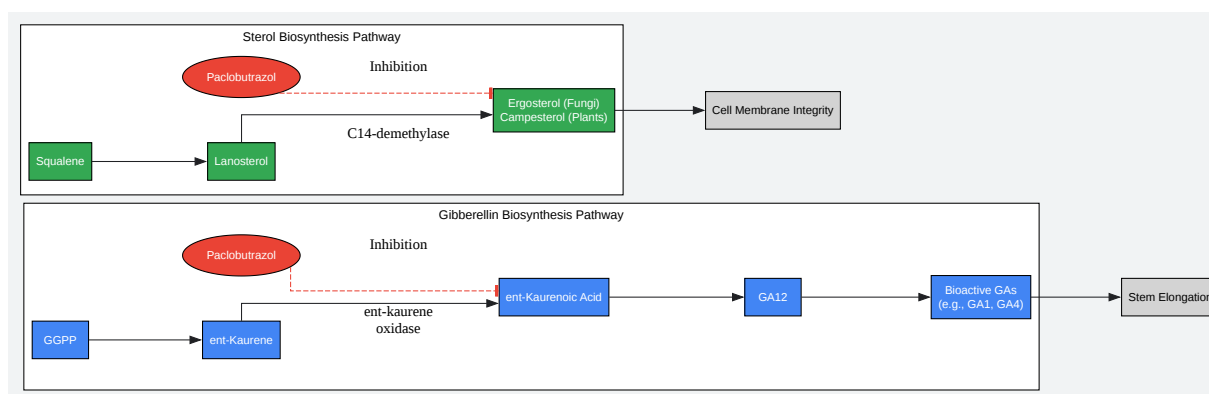 Sterol Biosynthesis Pathway
Paclobutrazol
Inhibition
Ergosterol (Fungi)
Campesterol (Plants)
Cell Membrane Integrity
C14-demethylase
Squalene
Lanosterol
Gibberellin Biosynthesis Pathway
Paclobutrazol
Inhibition
ent-Kaurenoic Acid
GA12
Bioactive GAs
(e.g., GA1, GA4)
Stem Elongation
ent-kaurene
oxidase
GGPP
ent-Kaurene